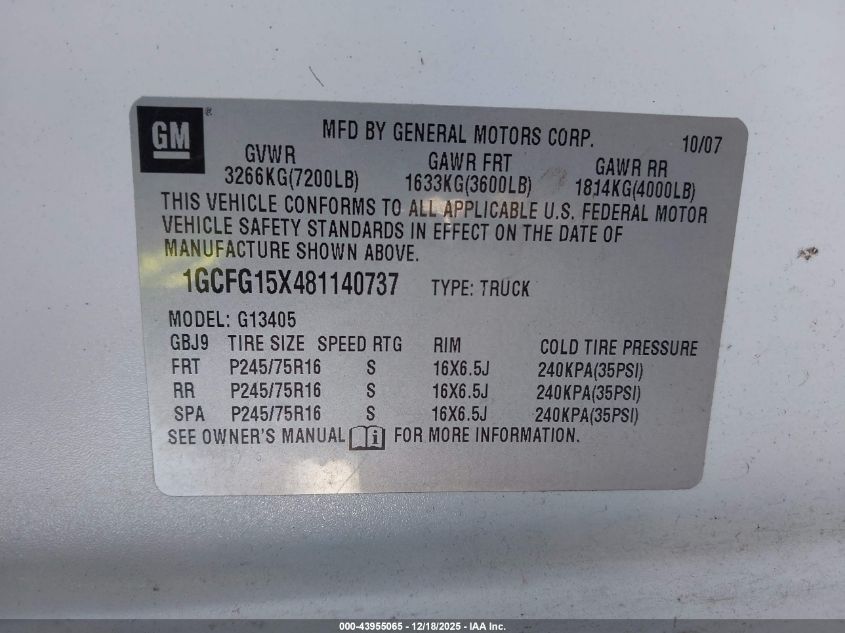 GM ®
MFD BY GENERAL MOTORS CORP. 10/07
GVWR GAWR FRT GAWR RR
3266KG(7200LB) 1633KG(3600LB) 1814KG(4000LB)
THIS VEHICLE CONFORMS TO ALL APPLICABLE U.S. FEDERAL MOTOR
VEHICLE SAFETY STANDARDS IN EFFECT ON THE DATE OF
MANUFACTURE SHOWN ABOVE.
1GCFG15X481140737 TYPE: TRUCK
MODEL: G13405
GBJ9 TIRE SIZE SPEED RTG RIM COLD TIRE PRESSURE
FRT P245/75R16 S 16X6.5J 240KPA(35PSI)
RR P245/75R16 S 16X6.5J 240KPA(35PSI)
SPA P245/75R16 S 16X6.5J 240KPA(35PSI)
SEE OWNER'S MANUAL i FOR MORE INFORMATION.
000-43955065 - 12/18/2025 - IAA Inc.